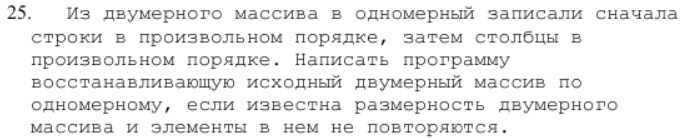 25. Из двумерного массива в одномерный записали сначала
строки в произвольном порядке, затем столбцы в
произвольном порядке. Написать программу
восстанавливающую исходный двумерный массив по
одномерному, если известна размерность двумерного
массива и элементы в нем не повторяются.